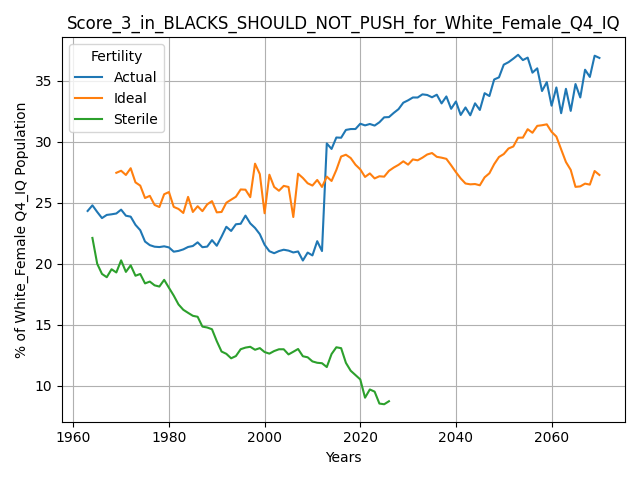 Score_3_in_BLACKS_SHOULD_NOT_PUSH_for_White_Female_Q4_IQ
Fertility
Actual
Ideal
Sterile
% of White_Female Q4_IQ Population
35
30
25
20
15
10
1960 1980 2000 2020 2040 2060
Years